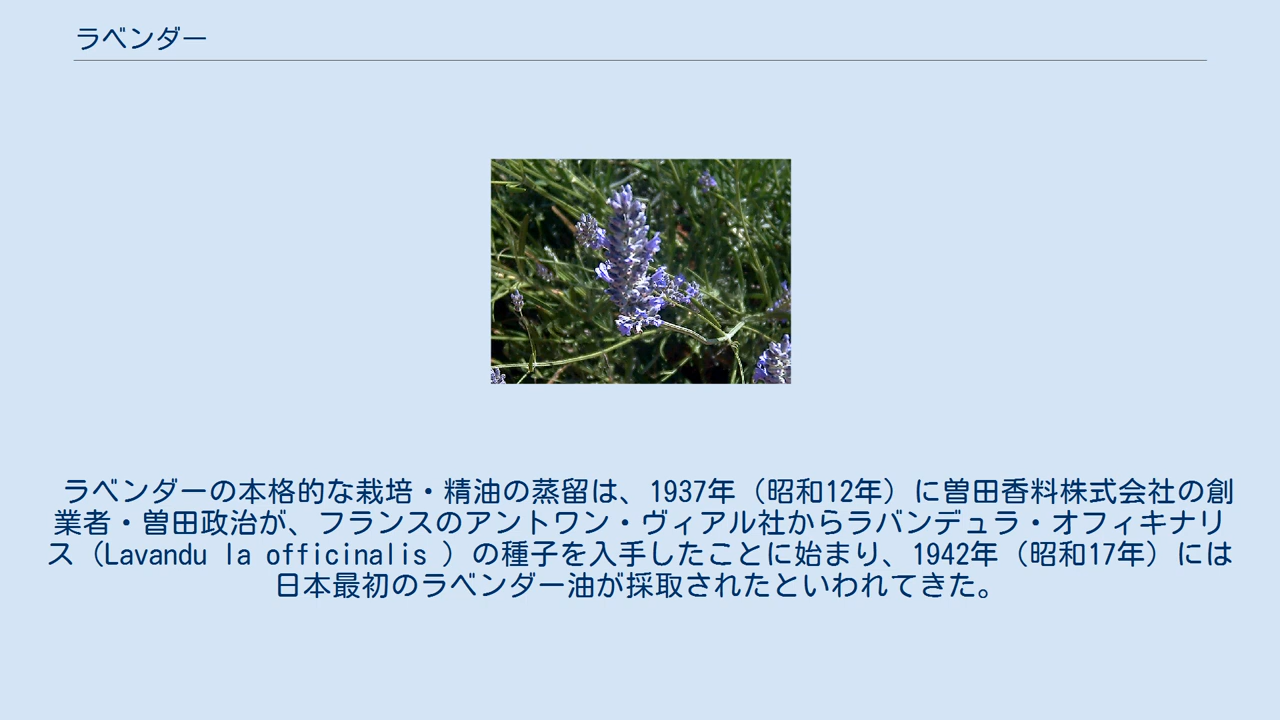 ラベンダー
ラベンダーの本格的な栽培・精油の蒸留は、1937年（昭和12年）に曽田香料株式会社の創
業者・曽田政治が、フランスのアントワン・ヴィアル社からラバンデュラ・オフィキナリ
ス（Lavandu la officinalis ）の種子を入手したことに始まり、1942年（昭和17年）には
日本最初のラベンダー油が採取されたといわれてきた。